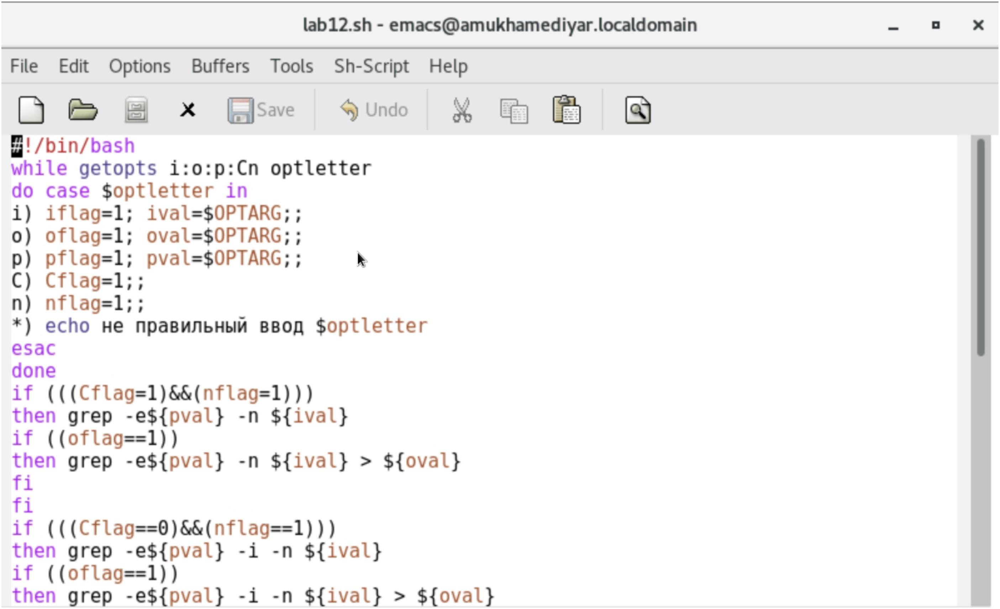 lab12.sh - emacs@amukhamediyar.localdomain
File Edit Options Buffers Tools Sh-Script Help
Save Undo
#!/bin/bash
while getopts i:o:p:Cn optletter
do case $optletter in
i) iflag=1; ival=$OPTARG;;
o) oflag=1; oval=$OPTARG;;
p) pflag=1; pval=$OPTARG;;
C) Cflag=1;;
n) nflag=1;;
*) echo не правильный ввод $optletter
esac
done
if (((Cflag=1)&&(nflag=1)))
then grep -e${pval} -n ${ival}
if ((oflag==1))
then grep -e${pval} -n ${ival} > ${oval}
fi
fi
if (((Cflag==0)&&(nflag==1)))
then grep -e${pval} -i -n ${ival}
if ((oflag==1))
then grep -e${pval} -i -n ${ival} > ${oval}